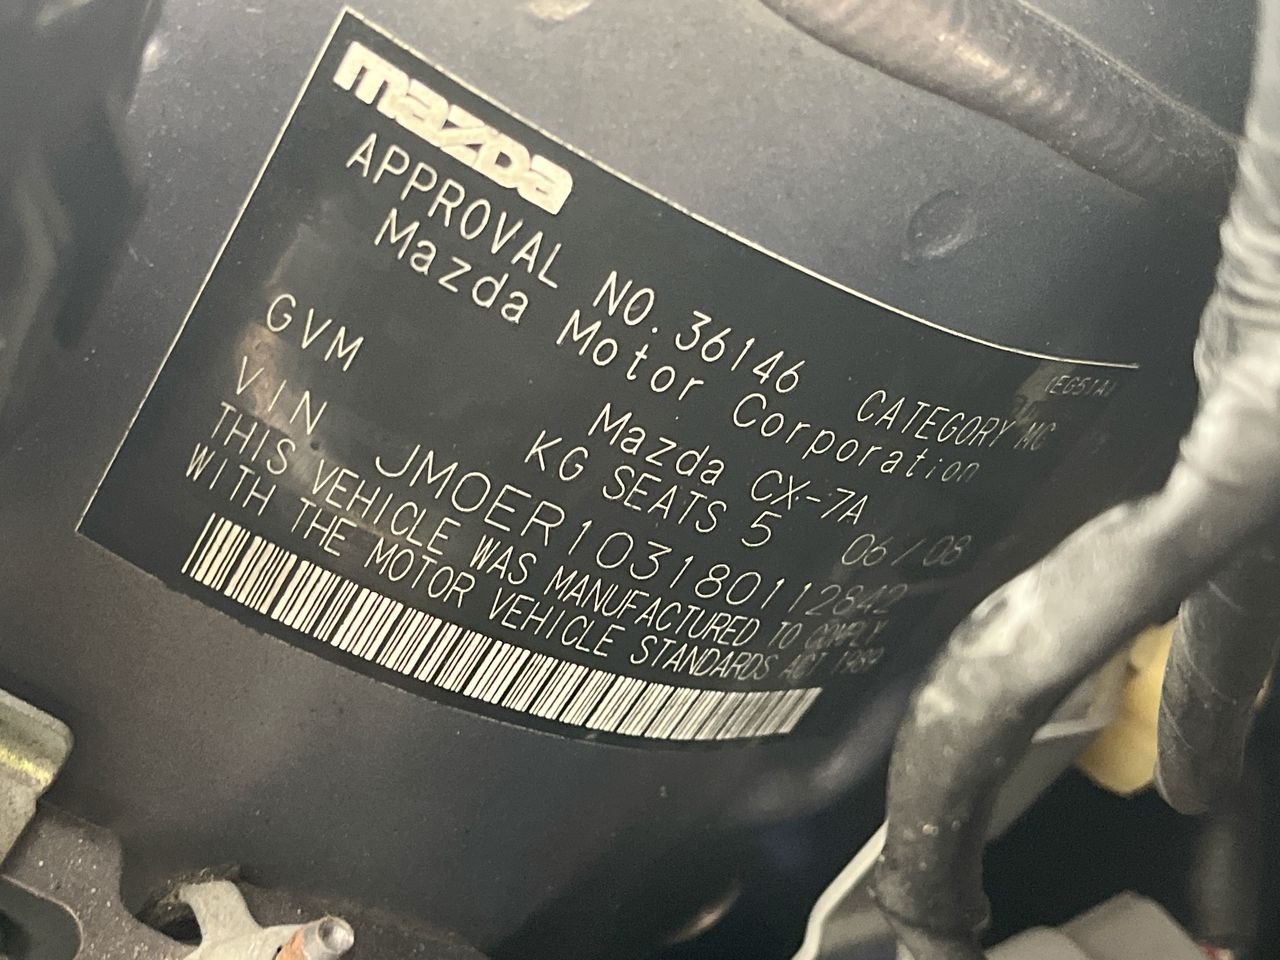 mazda
1EG51A1
APPROVAL NO. 36146 CATEGORY MC
Mazda Motor Corporation
Mazda CX-7A
GVM KG SEATS 5 06/08
VIN JM0ER103180112842
THIS VEHICLE WAS MANUFACTURED TO COMPLY
WITH THE MOTOR VEHICLE STANDARDS ACT 1989